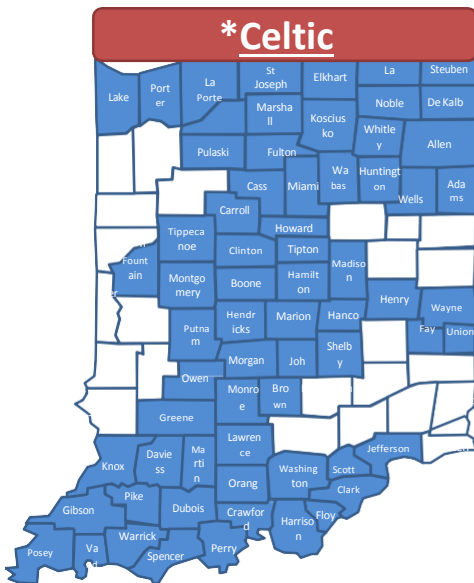 *Celtic
Lake
Port
er
La
Porte
St
Joseph
Elkhart
La
Steuben
Marsha
ll
Koscius
ko
Noble
De Kalb
Whitle
y
Allen
Pulaski
Fulton
Cass
Miami
Wa
bas
Huntingt
on
Wells
Ada
ms
Carroll
Howard
Tippeca
noe
Clinton
Tipton
Madiso
n
Fount
ain
Montgo
mery
Boone
Hamilt
on
Henry
Wayne
Putna
m
Hendr
icks
Marion
Hanco
Fay
Union
Morgan
Joh
Shelb
y
Owen
Monro
e
Bro
wn
Greene
Lawren
ce
Knox
Davie
ss
Ma
rti
n
Orang
Washing
ton
Scott
Jefferson
Clark
Gibson
Pike
Dubois
Crawfor
d
Harriso
n
Floy
Posey
Va
d
Warrick
Spencer
Perry